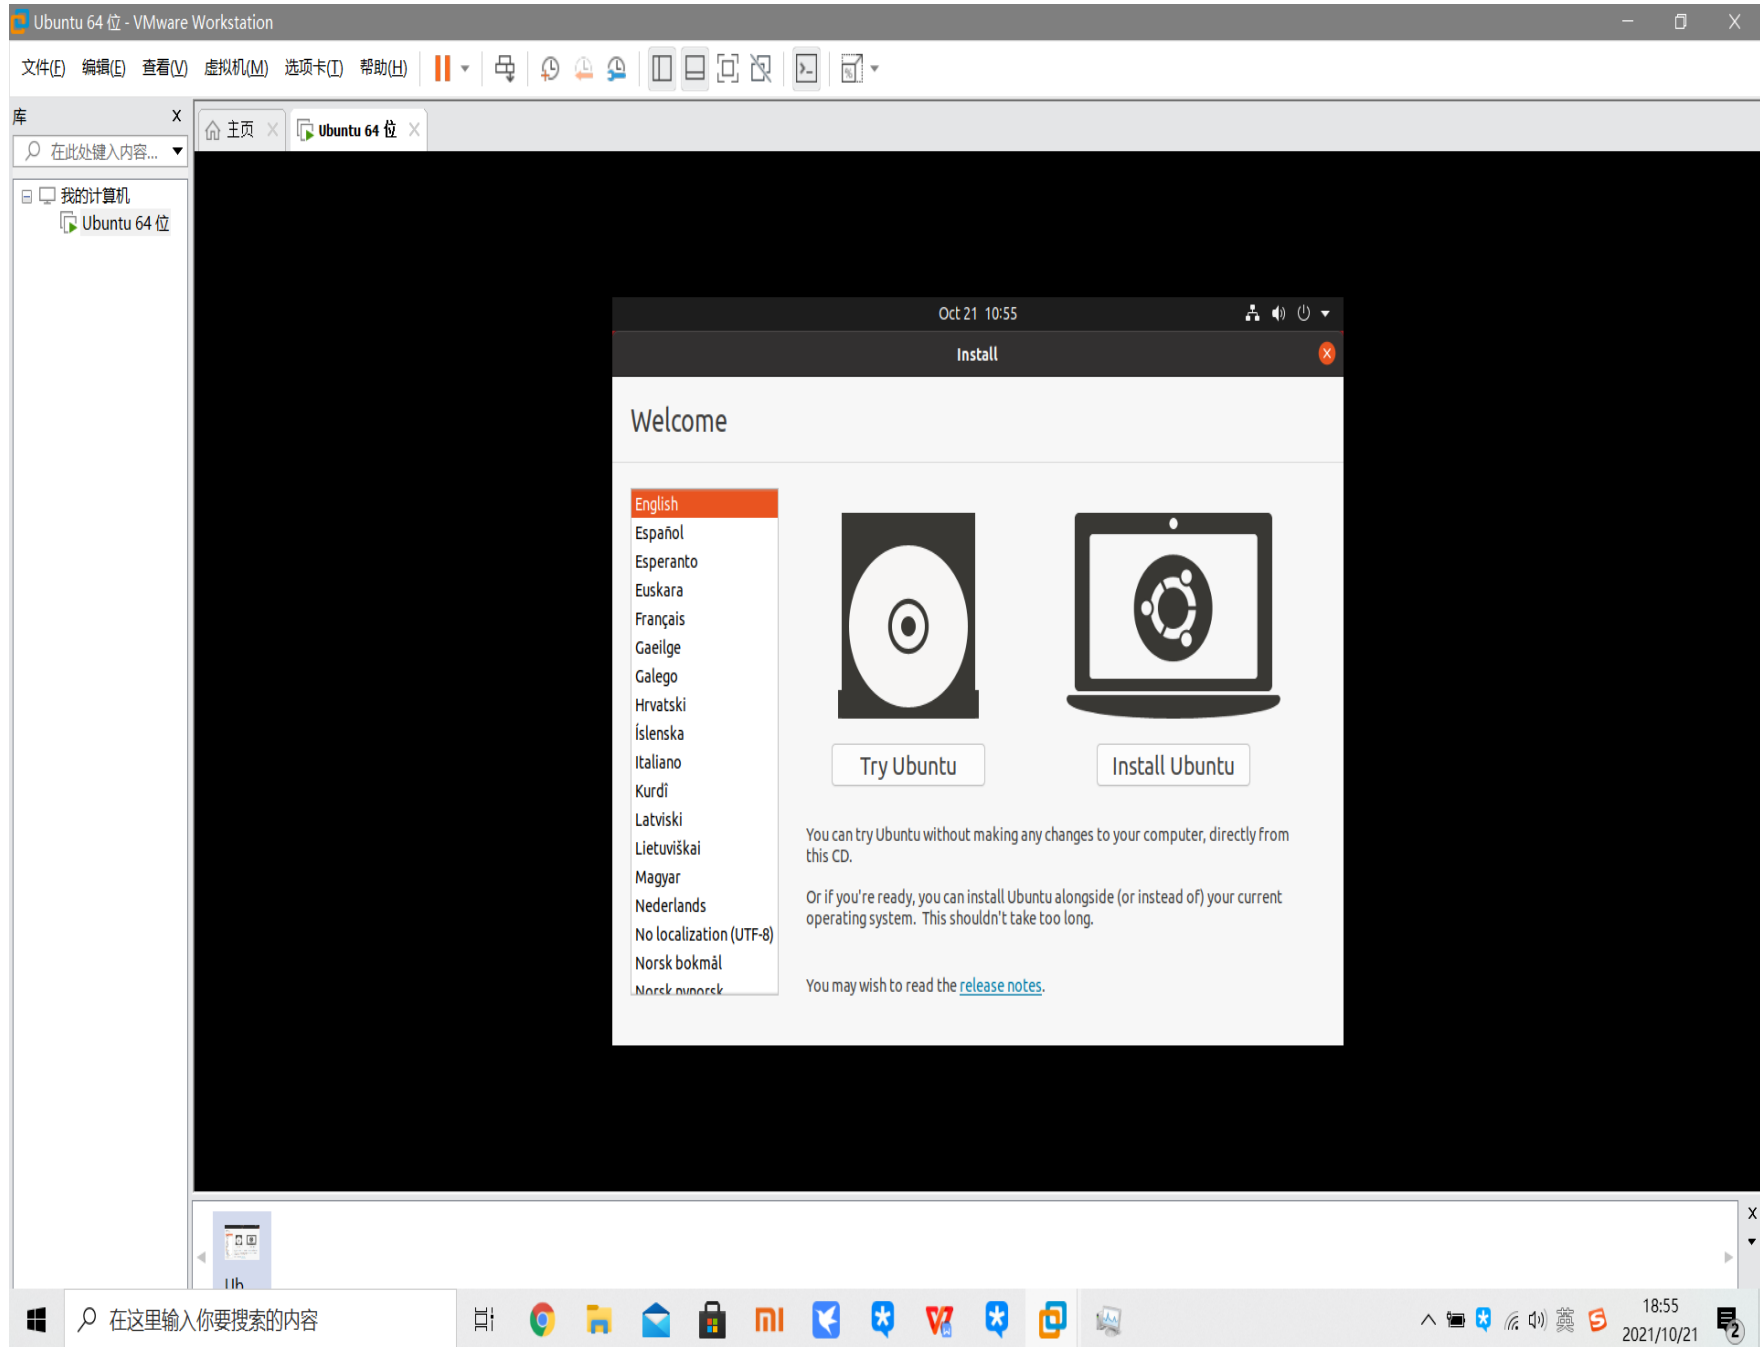 Ubuntu 64 位 - VMware Workstation
文件(F) 编辑(E) 查看(V) 虚拟机(M) 选项卡(T) 帮助(H)
库
主页
Ubuntu 64 位
在此处键入内容...
我的计算机
Ubuntu 64 位
Oct 21 10:55
Install
Welcome
English
Español
Esperanto
Euskara
Français
Gaeilge
Galego
Hrvatski
Íslenska
Italiano
Kurdî
Latviski
Lietuviškai
Magyar
Nederlands
No localization (UTF-8)
Norsk bokmål
Norsk nynorsk
Try Ubuntu
Install Ubuntu
You can try Ubuntu without making any changes to your computer, directly from
this CD.
Or if you're ready, you can install Ubuntu alongside (or instead of) your current
operating system. This shouldn't take too long.
You may wish to read the release notes.
Ub
在这里输入你要搜索的内容
英
18:55
2021/10/21
2